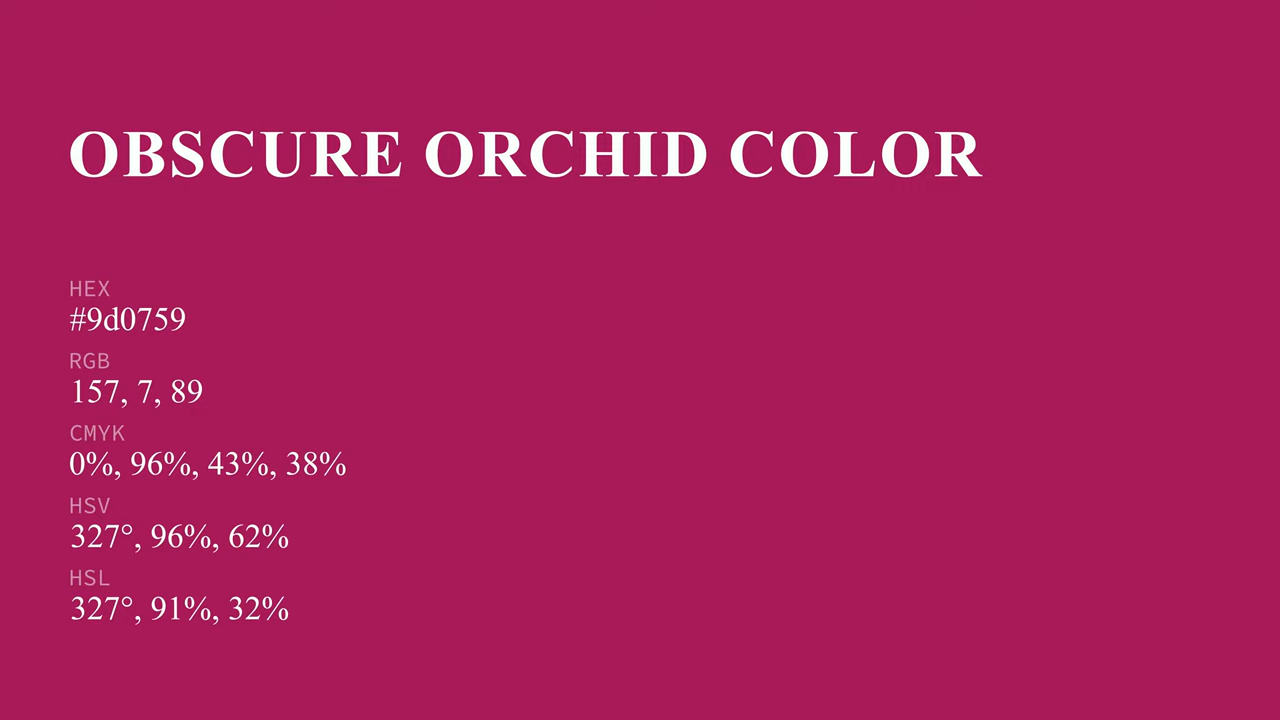 OBSCURE ORCHID COLOR
HEX
#9d0759
RGB
157, 7, 89
CMYK
0%, 96%, 43%, 38%
HSV
327°, 96%, 62%
HSL
327°, 91%, 32%